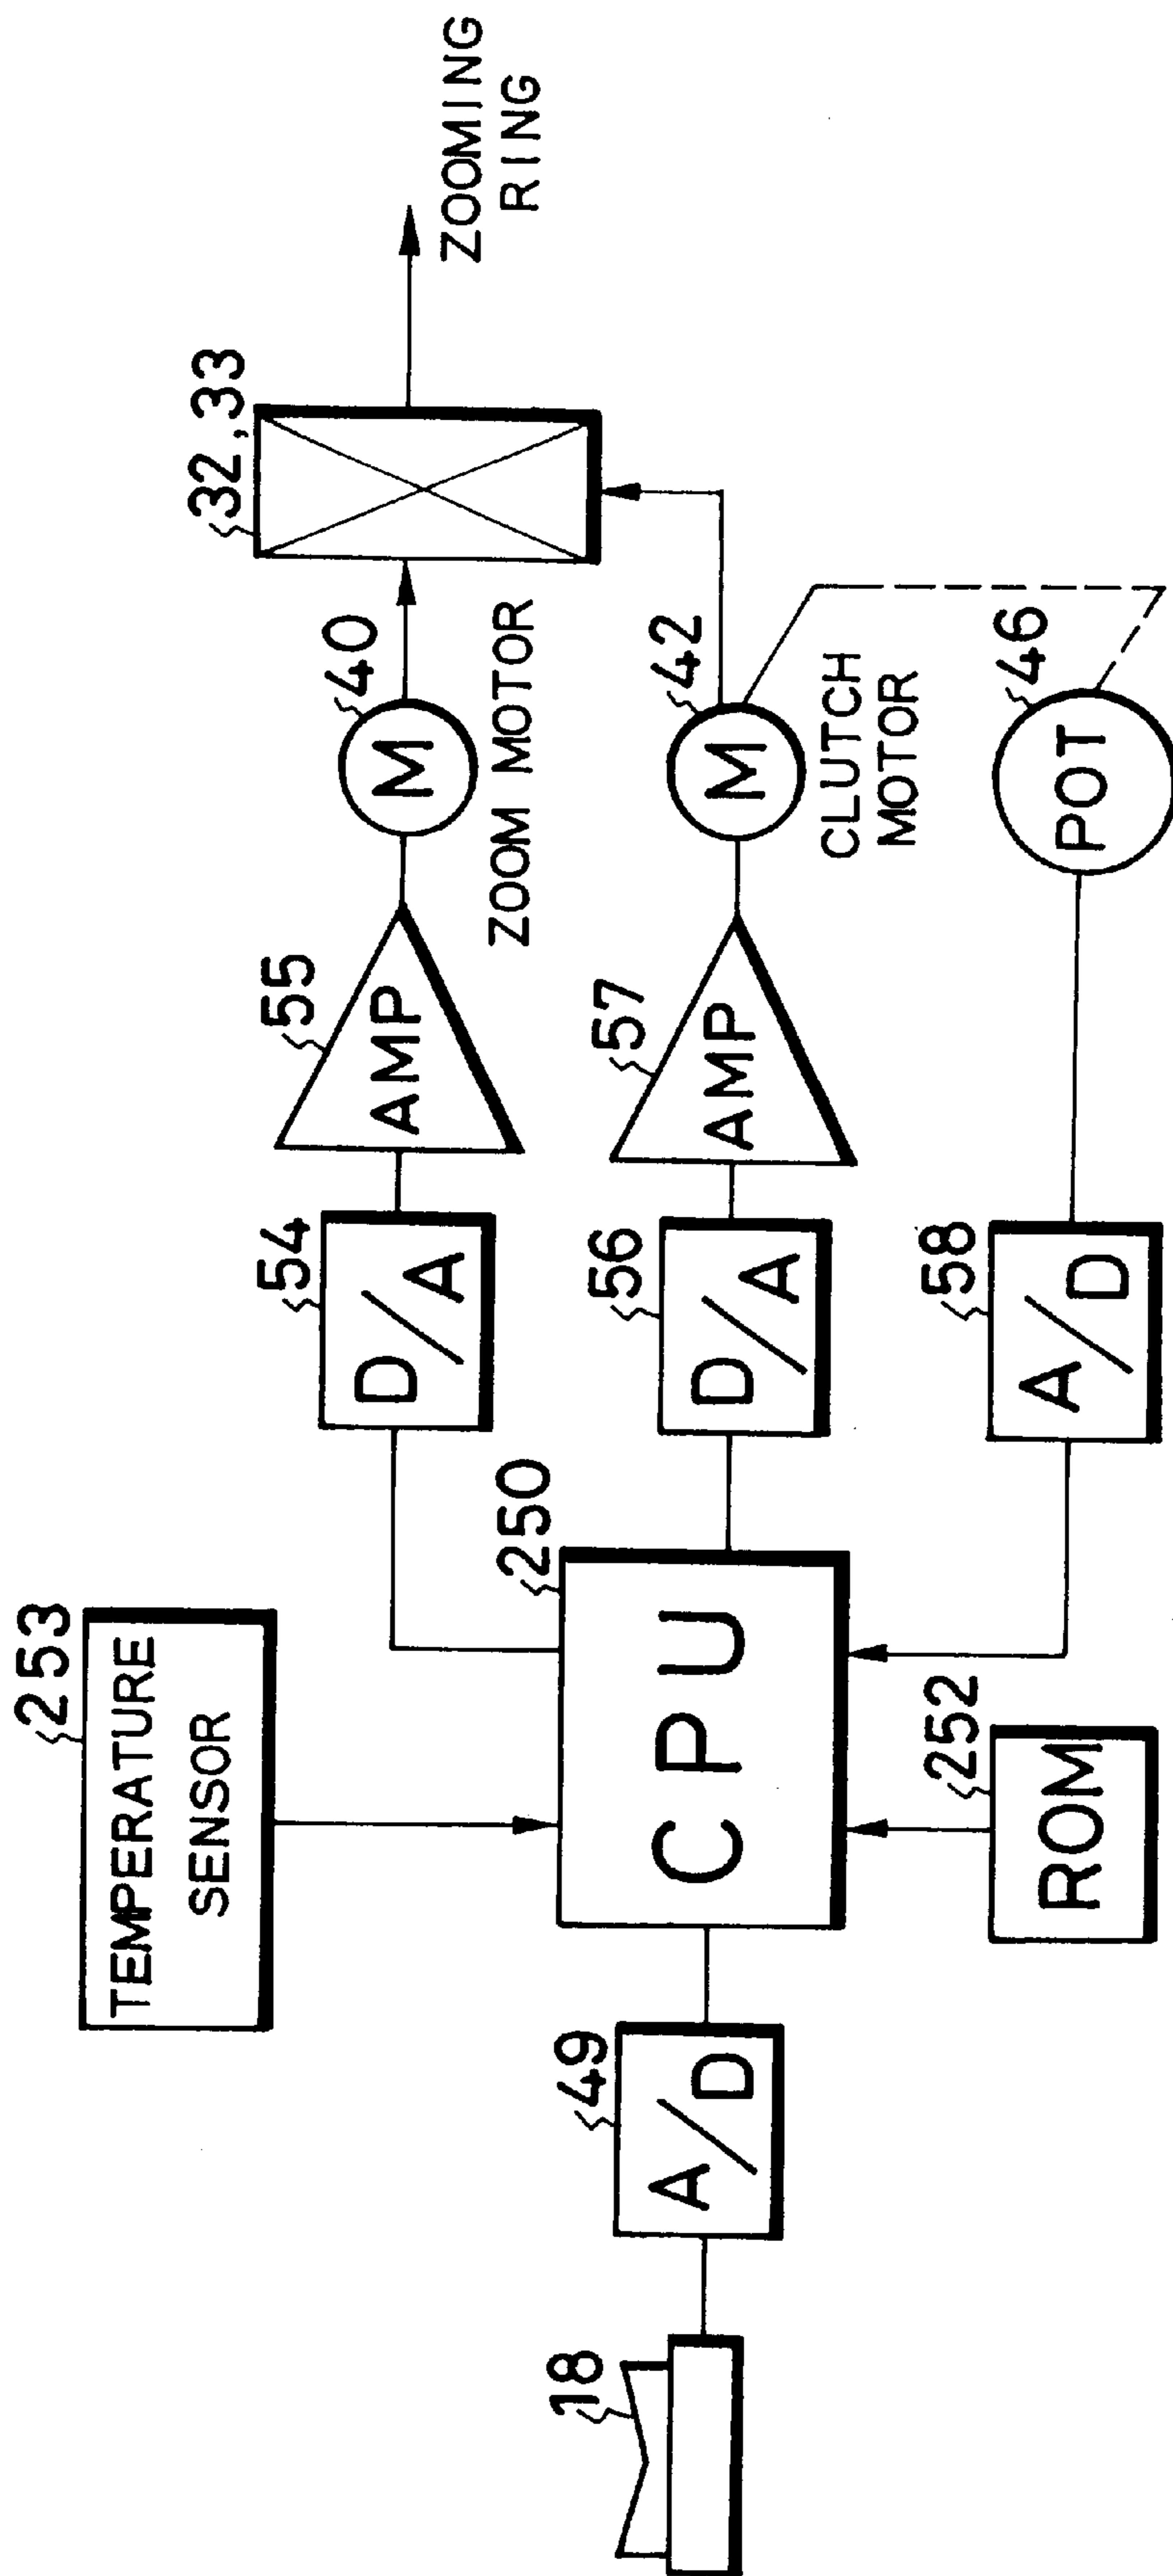 253
TEMPERATURE
SENSOR
54
D/A
55
AMP
40
M
ZOOM MOTOR
32, 33
ZOOMING
RING
18
49
A/D
250
CPU
56
D/A
57
AMP
42
M
CLUTCH
MOTOR
252
ROM
58
A/D
46
POT